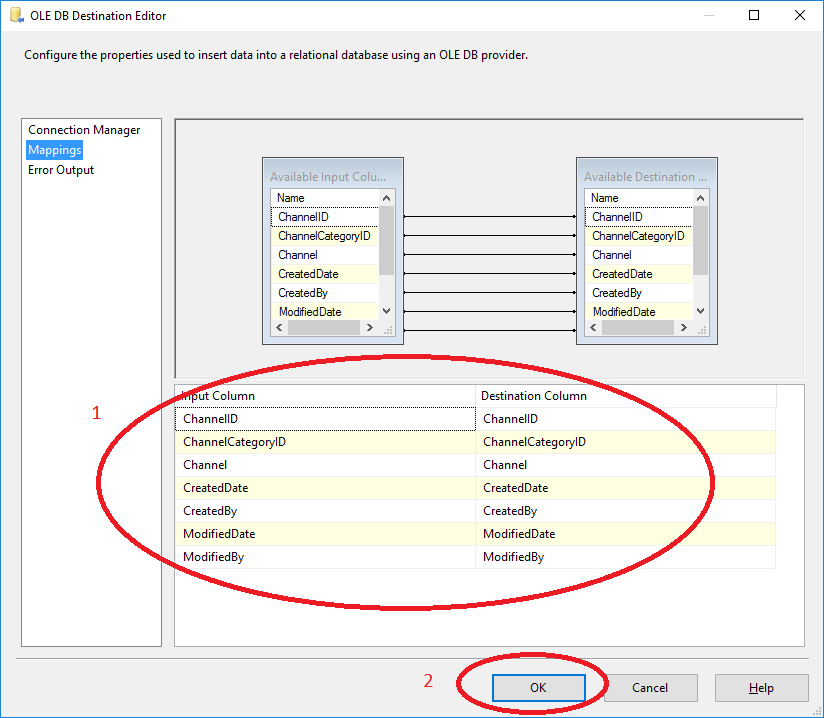 OLE DB Destination Editor
Configure the properties used to insert data into a relational database using an OLE DB provider.
Connection Manager
Mappings
Error Output
Available Input Colu...
Name
ChannelID
ChannelCategoryID
Channel
CreatedDate
CreatedBy
ModifiedDate
Available Destination ...
Name
ChannelID
ChannelCategoryID
Channel
CreatedDate
CreatedBy
ModifiedDate
1
Input Column Destination Column
ChannelID ChannelID
ChannelCategoryID ChannelCategoryID
Channel Channel
CreatedDate CreatedDate
CreatedBy CreatedBy
ModifiedDate ModifiedDate
ModifiedBy ModifiedBy
2
OK Cancel Help